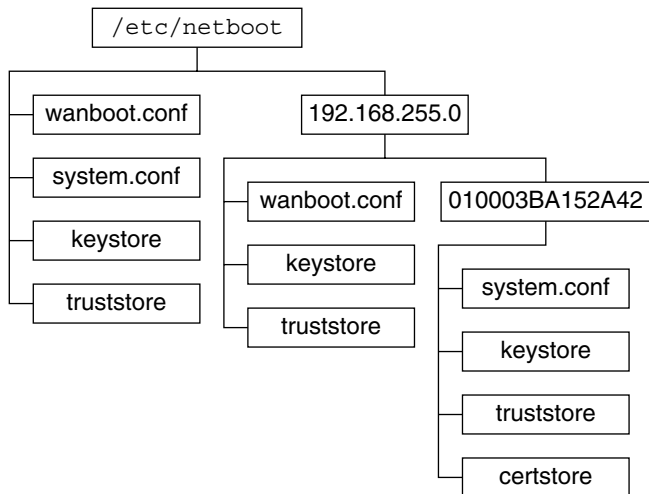 /etc/netboot
wanboot.conf
system.conf
keystore
truststore
192.168.255.0
wanboot.conf
keystore
truststore
010003BA152A42
system.conf
keystore
truststore
certstore